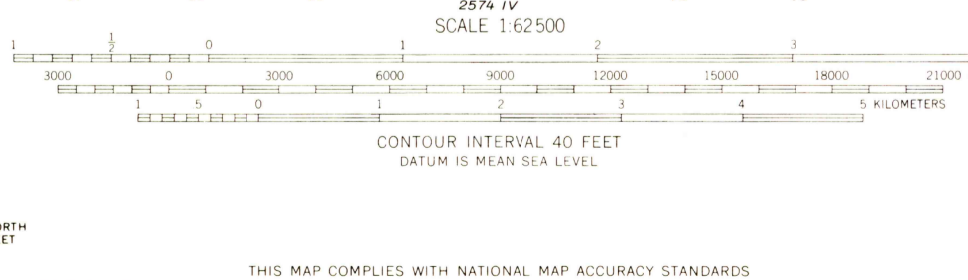 2574 IV
SCALE 1:62500
1 ½ 0 1 2 3
3000 0 3000 6000 9000 12000 15000 18000 21000
1 5 0 1 2 3 4 5 KILOMETERS
CONTOUR INTERVAL 40 FEET
DATUM IS MEAN SEA LEVEL
ORTH
ET
THIS MAP COMPLIES WITH NATIONAL MAP ACCURACY STANDARDS